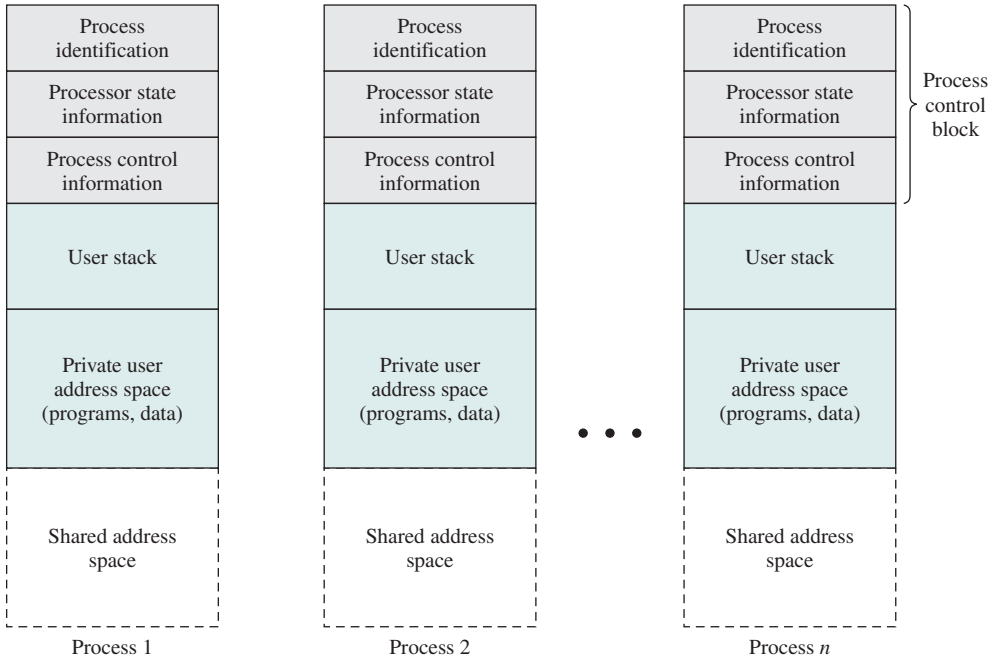 Process
identification
Processor state
information
Process control
information
User stack
Private user
address space
(programs, data)
Shared address
space
Process 1
Process
identification
Processor state
information
Process control
information
User stack
Private user
address space
(programs, data)
Shared address
space
Process 2
Process
identification
Processor state
information
Process control
information
User stack
Private user
address space
(programs, data)
Shared address
space
Process n
Process
control
block